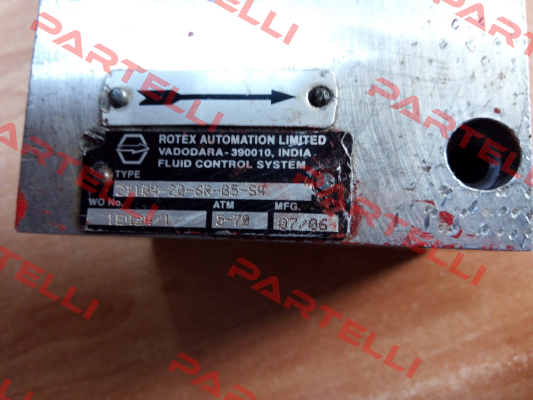 PARTELLI
PARTELLI
PARTELLI
ROTEX AUTOMATION LIMITED
VADODARA - 390010, INDIA
FLUID CONTROL SYSTEM
TYPE
WO No. ATM MFG.
5-70 07/06
PARTELLI
PARTELLI
PARTELLI